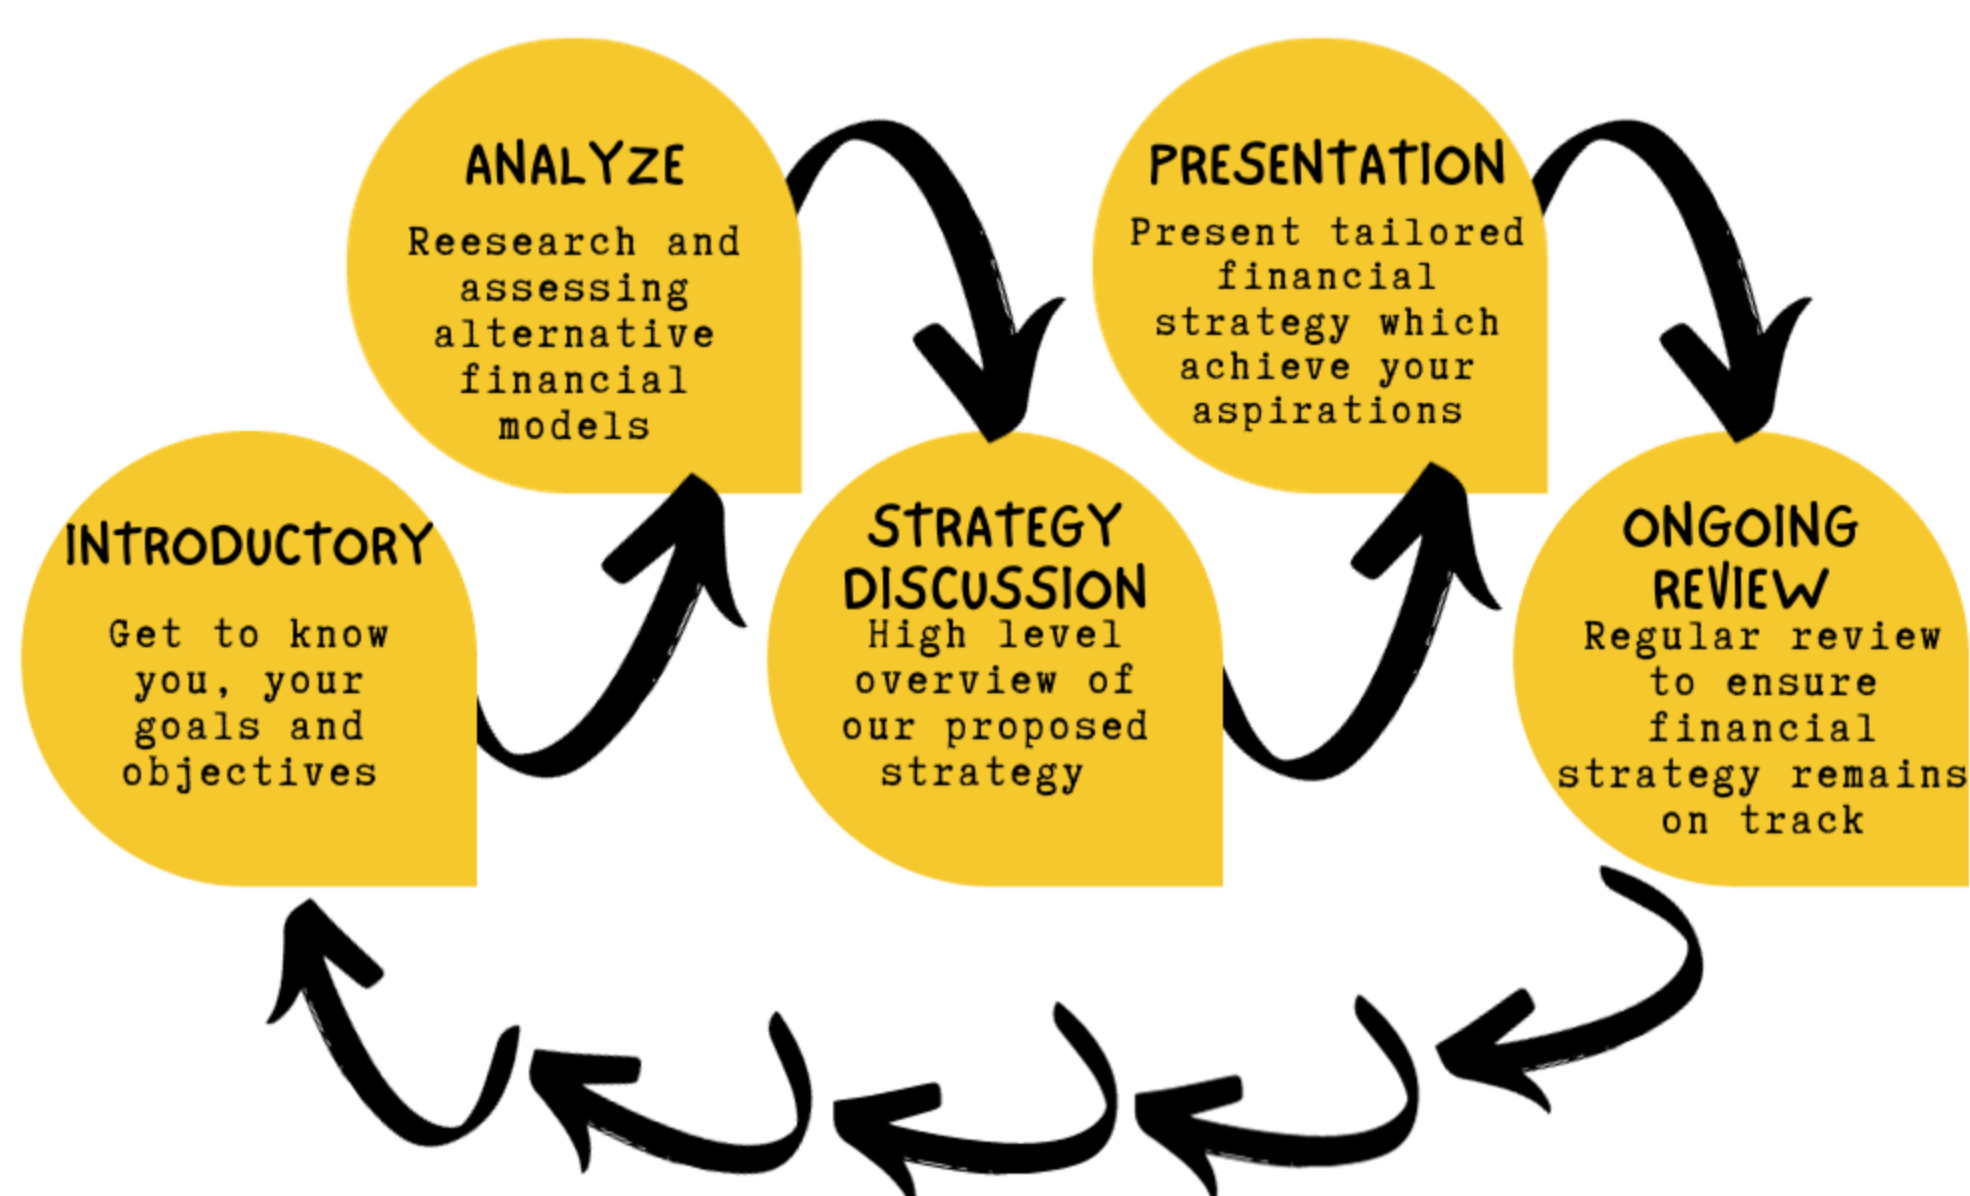 INTRODUCTORY
Get to know
you, your
goals and
objectives
ANALYZE
Reesearch and
assessing
alternative
financial
models
STRATEGY
DISCUSSION
High level
overview of
our proposed
strategy
PRESENTATION
Present tailored
financial
strategy which
achieve your
aspirations
ONGOING
REVIEW
Regular review
to ensure
financial
strategy remains
on track